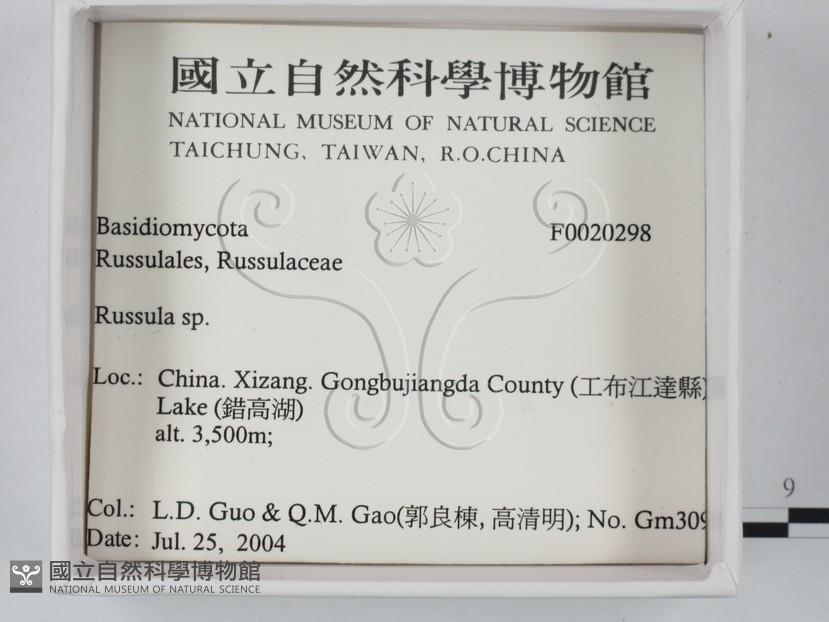 國立自然科學博物館
NATIONAL MUSEUM OF NATURAL SCIENCE
TAICHUNG, TAIWAN, R.O.CHINA
Basidiomycota F0020298
Russulales, Russulaceae
Russula sp.
Loc.: China. Xizang. Gongbujiangda County (工布江達縣)
Lake (錯高湖)
alt. 3,500m;
Col.: L.D. Guo & Q.M. Gao(郭良棟, 高清明); No. Gm309
Date: Jul. 25, 2004
9
國立自然科學博物館
NATIONAL MUSEUM OF NATURAL SCIENCE